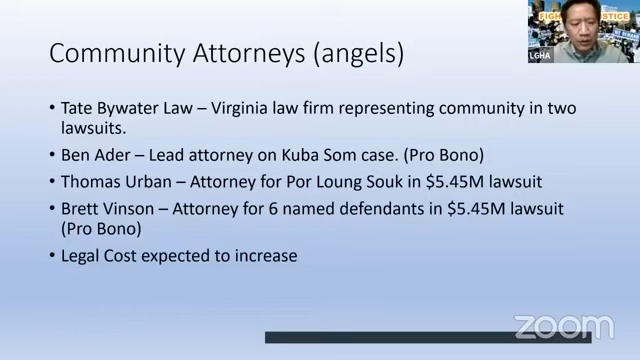 FIGH
STICE
LGHA
Community Attorneys (angels)
• Tate Bywater Law – Virginia law firm representing community in two
lawsuits.
• Ben Ader – Lead attorney on Kuba Som case. (Pro Bono)
• Thomas Urban – Attorney for Por Loung Souk in $5.45M lawsuit
• Brett Vinson – Attorney for 6 named defendants in $5.45M lawsuit
(Pro Bono)
• Legal Cost expected to increase
zoom